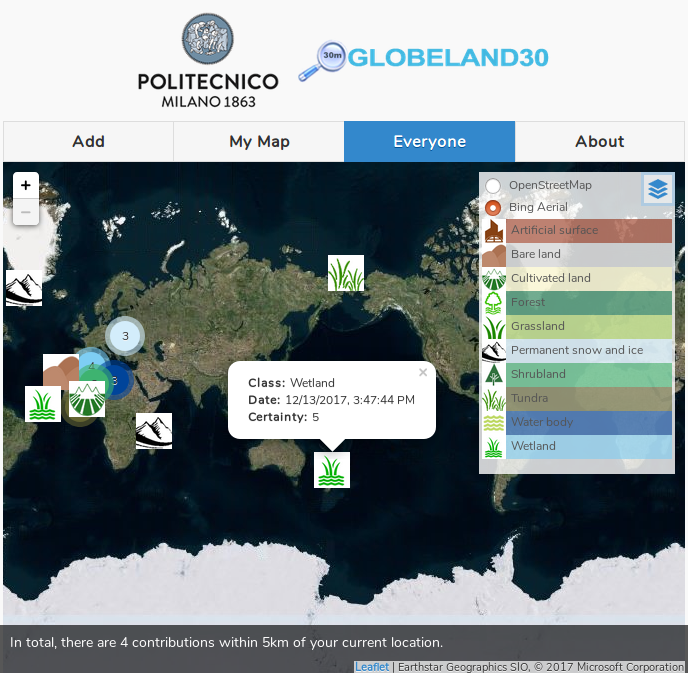 POLITECNICO
MILANO 1863
30m
GLOBELAND30
Add
My Map
Everyone
About
+
−
OpenStreetMap
Bing Aerial
Artificial surface
Bare land
Cultivated land
Forest
Grassland
Permanent snow and ice
Shrubland
Tundra
Water body
Wetland
3
4
3
×
Class: Wetland
Date: 12/13/2017, 3:47:44 PM
Certainty: 5
In total, there are 4 contributions within 5km of your current location.
Leaflet | Earthstar Geographics SIO, © 2017 Microsoft Corporation